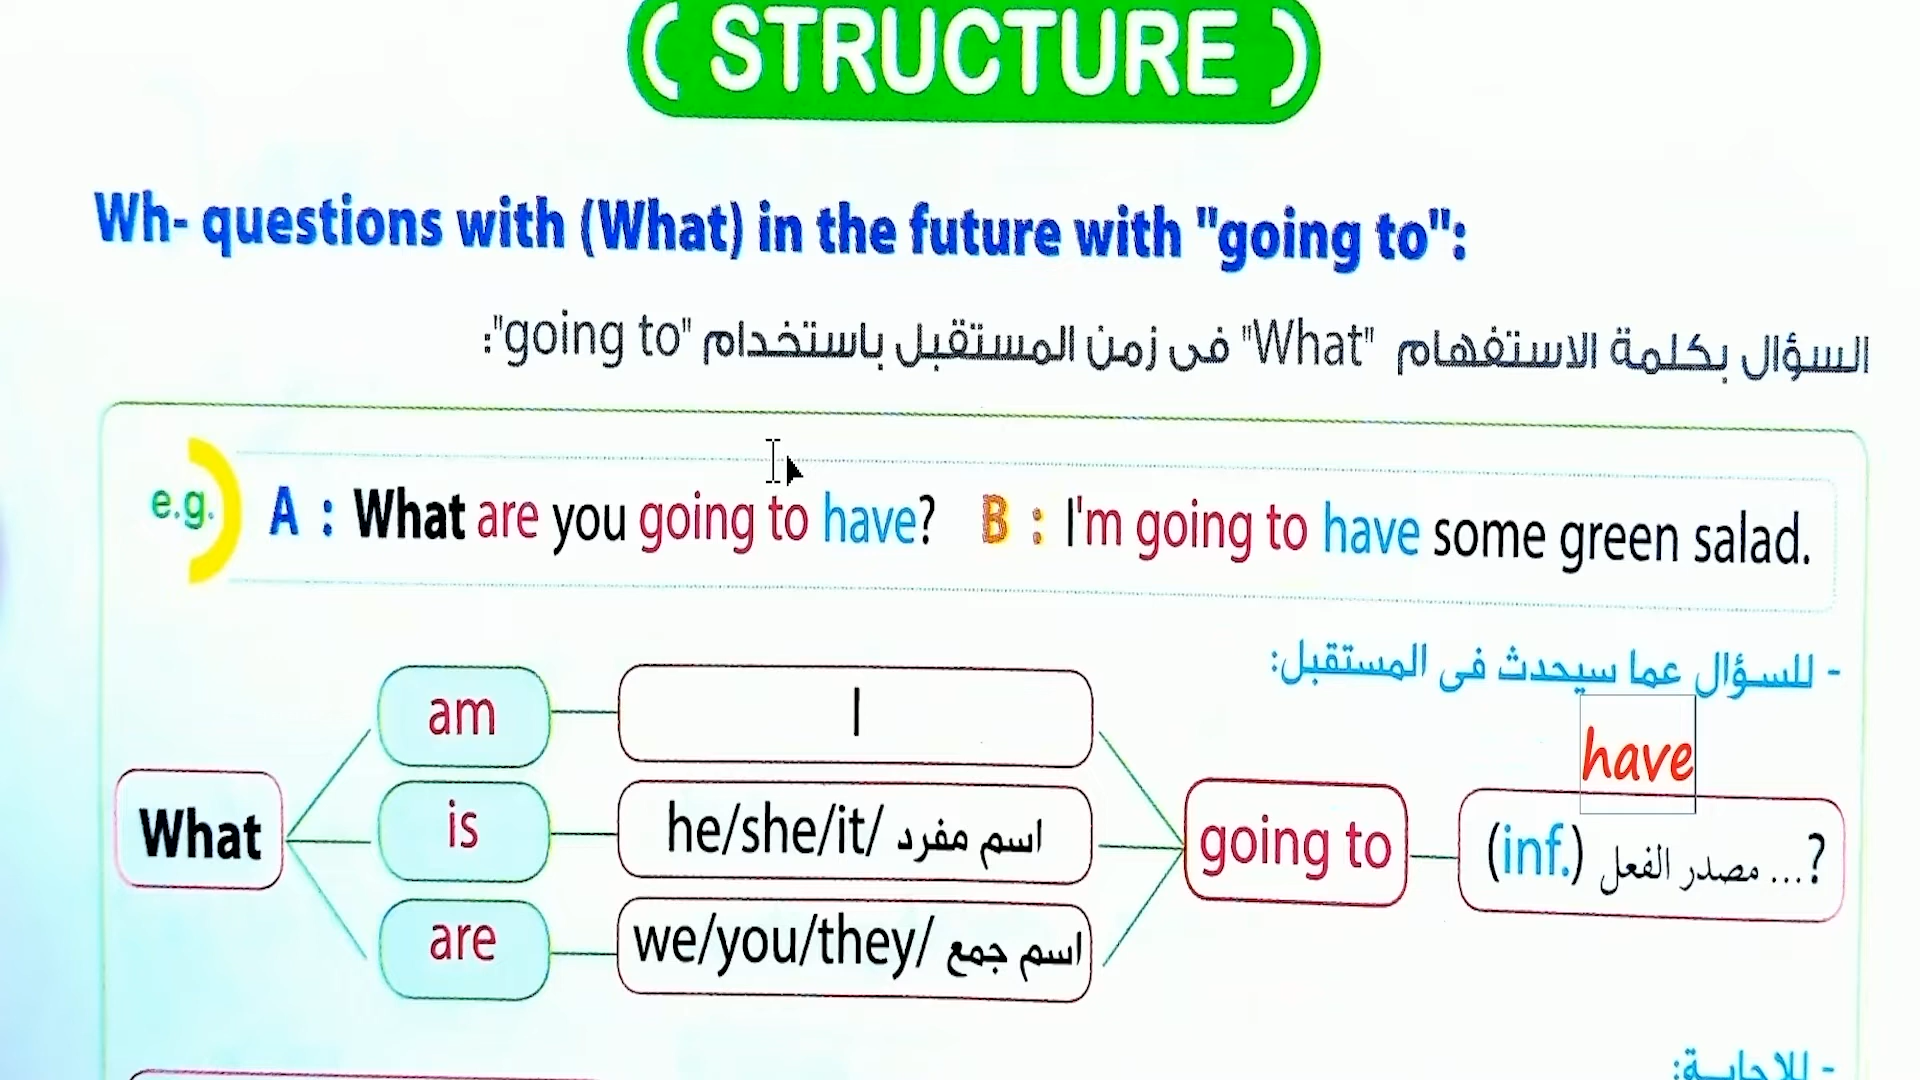 ( STRUCTURE )
Wh- questions with (What) in the future with "going to":
السؤال بكلمة الاستفهام "What" فى زمن المستقبل باستخدام "going to":
e.g. A : What are you going to have? B : I'm going to have some green salad.
- للسؤال عما سيحدث فى المستقبل:
have
am I
What is he/she/it/ اسم مفرد going to (inf.) مصدر الفعل ...?
are we/you/they/ اسم جمع
- للإجابة: